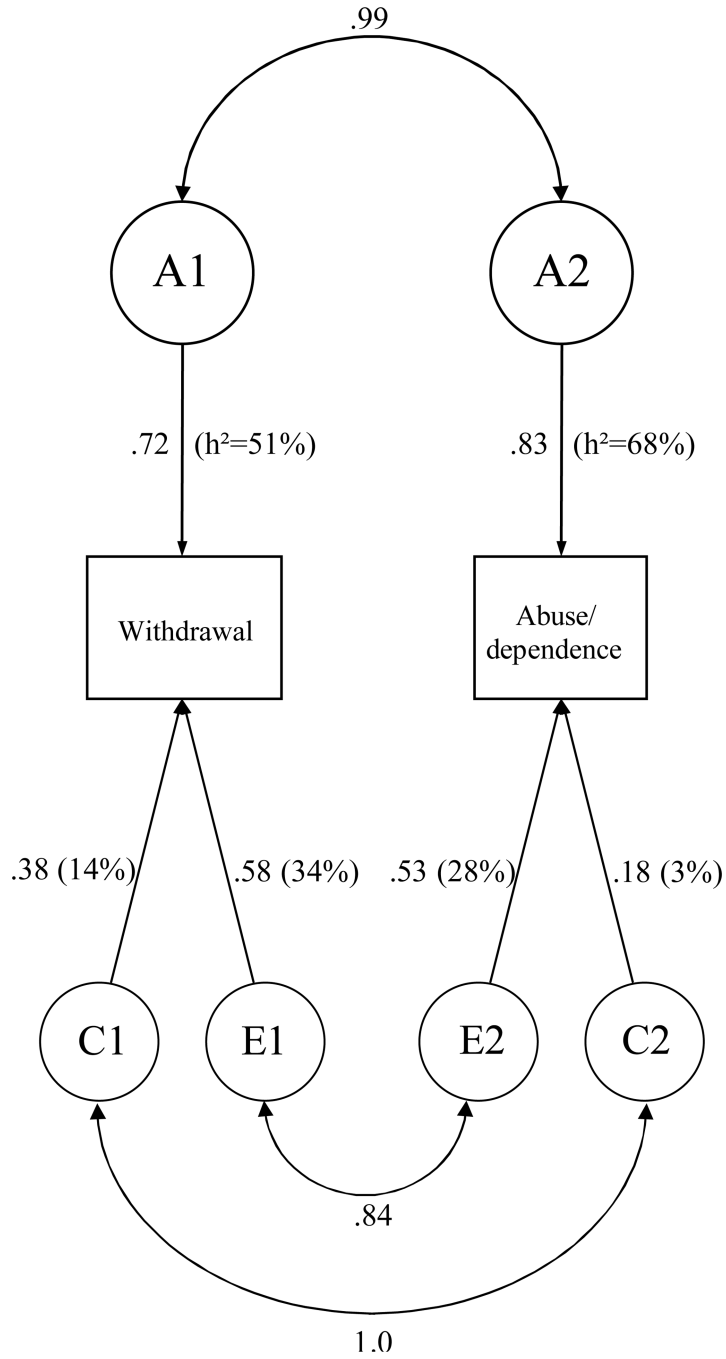 .99
A1
A2
.72 (h²=51%)
.83 (h²=68%)
Withdrawal
Abuse/
dependence
.38 (14%)
.58 (34%)
.53 (28%)
.18 (3%)
C1
E1
E2
C2
.84
1.0